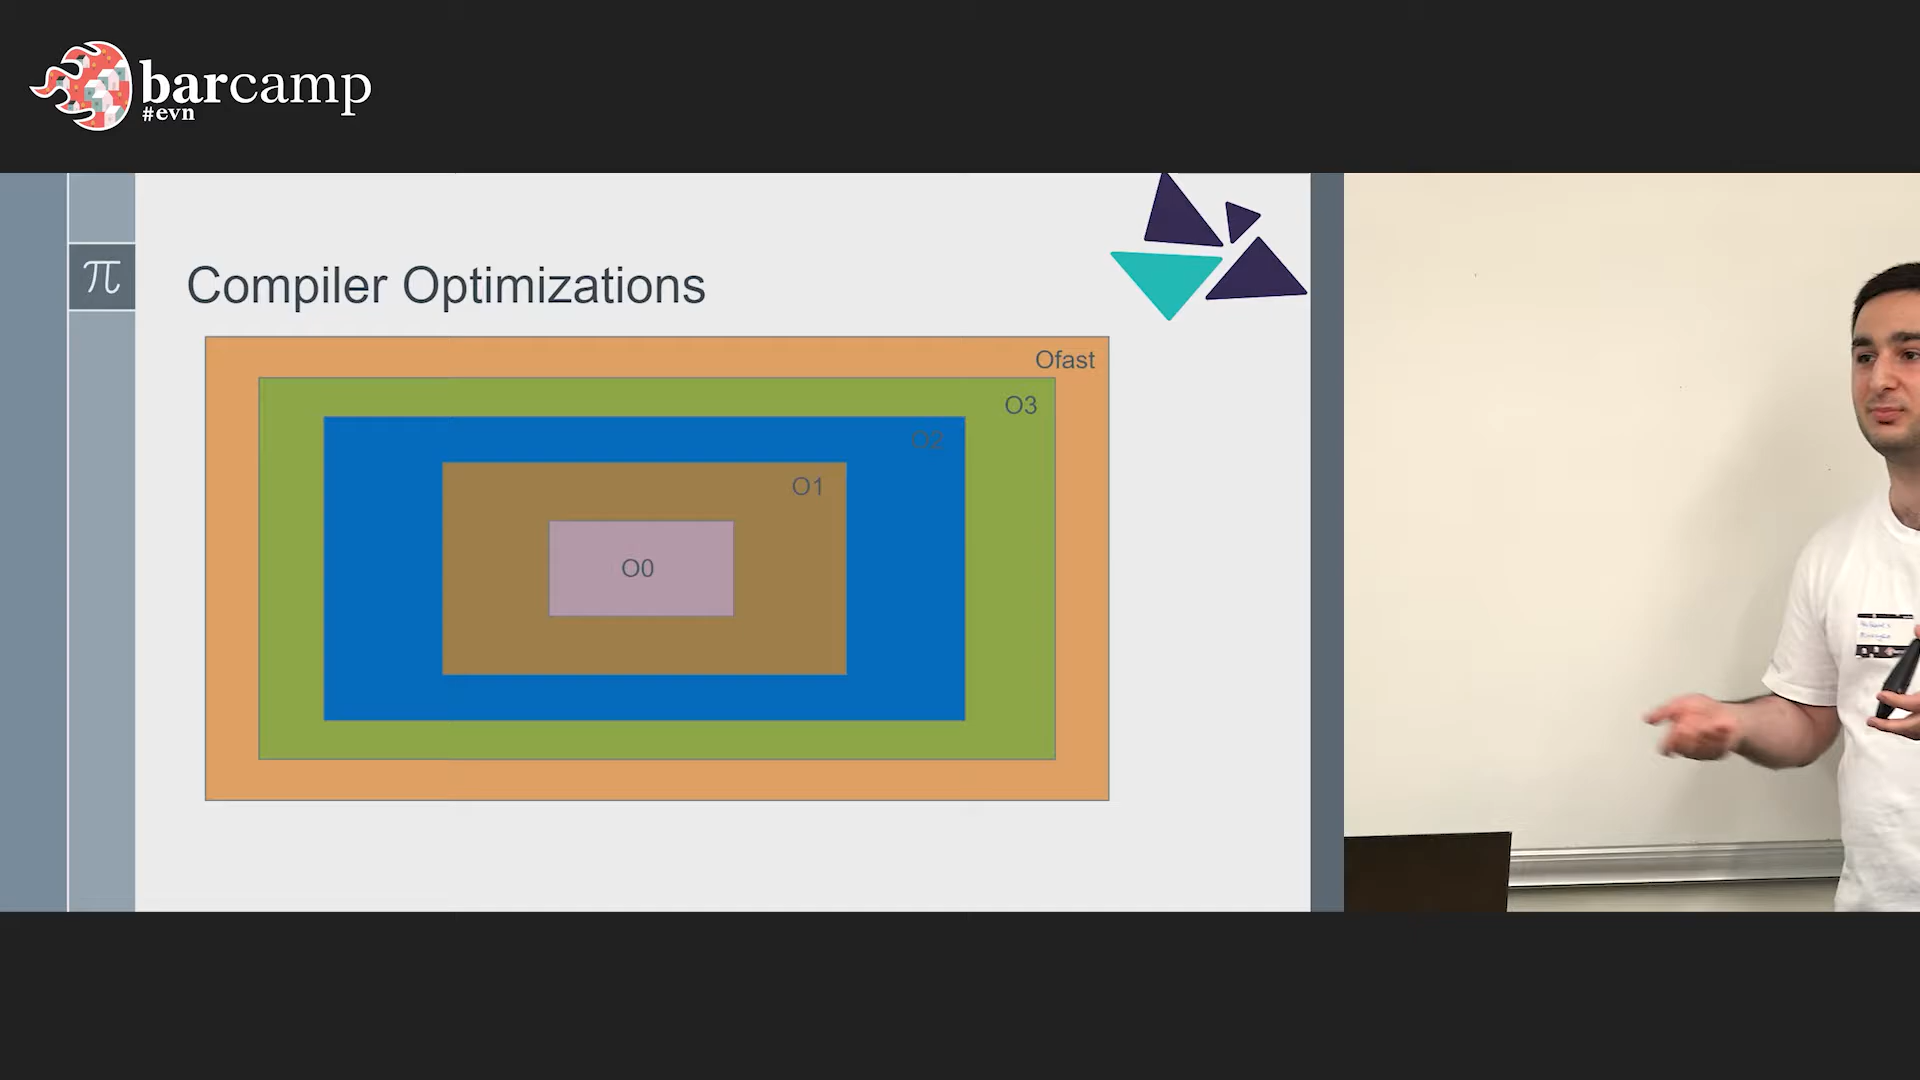 barcamp
#evn
π
Compiler Optimizations
Ofast
O3
O2
O1
O0